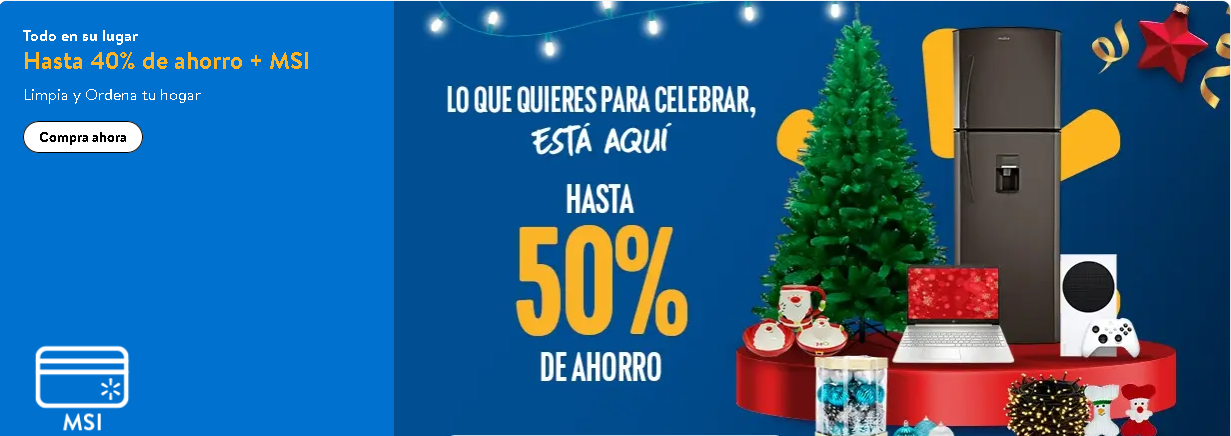 Todo en su lugar
Hasta 40% de ahorro + MSI
Limpia y Ordena tu hogar
Compra ahora
MSI
LO QUE QUIERES PARA CELEBRAR,
ESTÁ AQUÍ
HASTA
50%
DE AHORRO